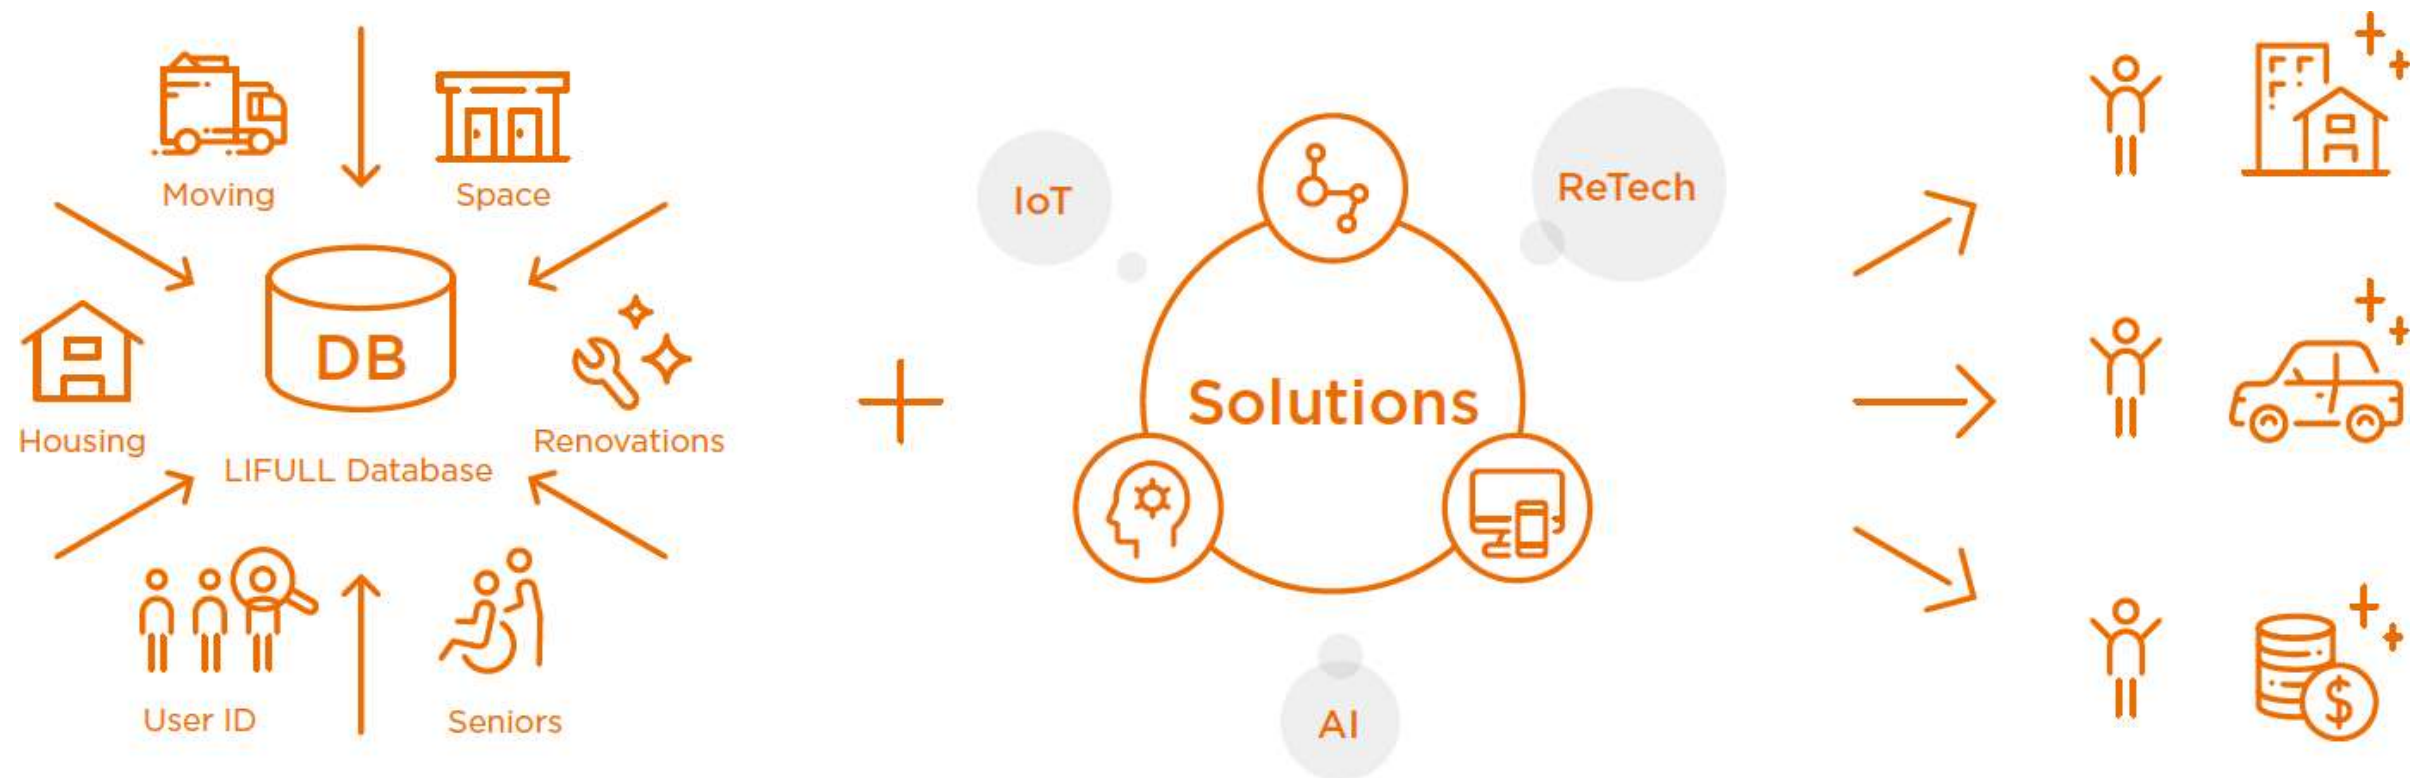 Moving
Space
DB
Housing
Renovations
LIFULL Database
User ID
Seniors
IoT
ReTech
Solutions
AI
$